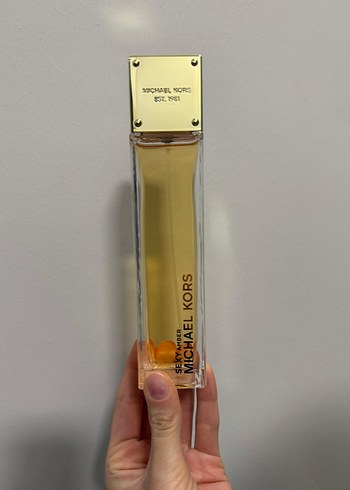 MICHAEL KORS
EST. 1981
SEXY AMBER
MICHAEL KORS